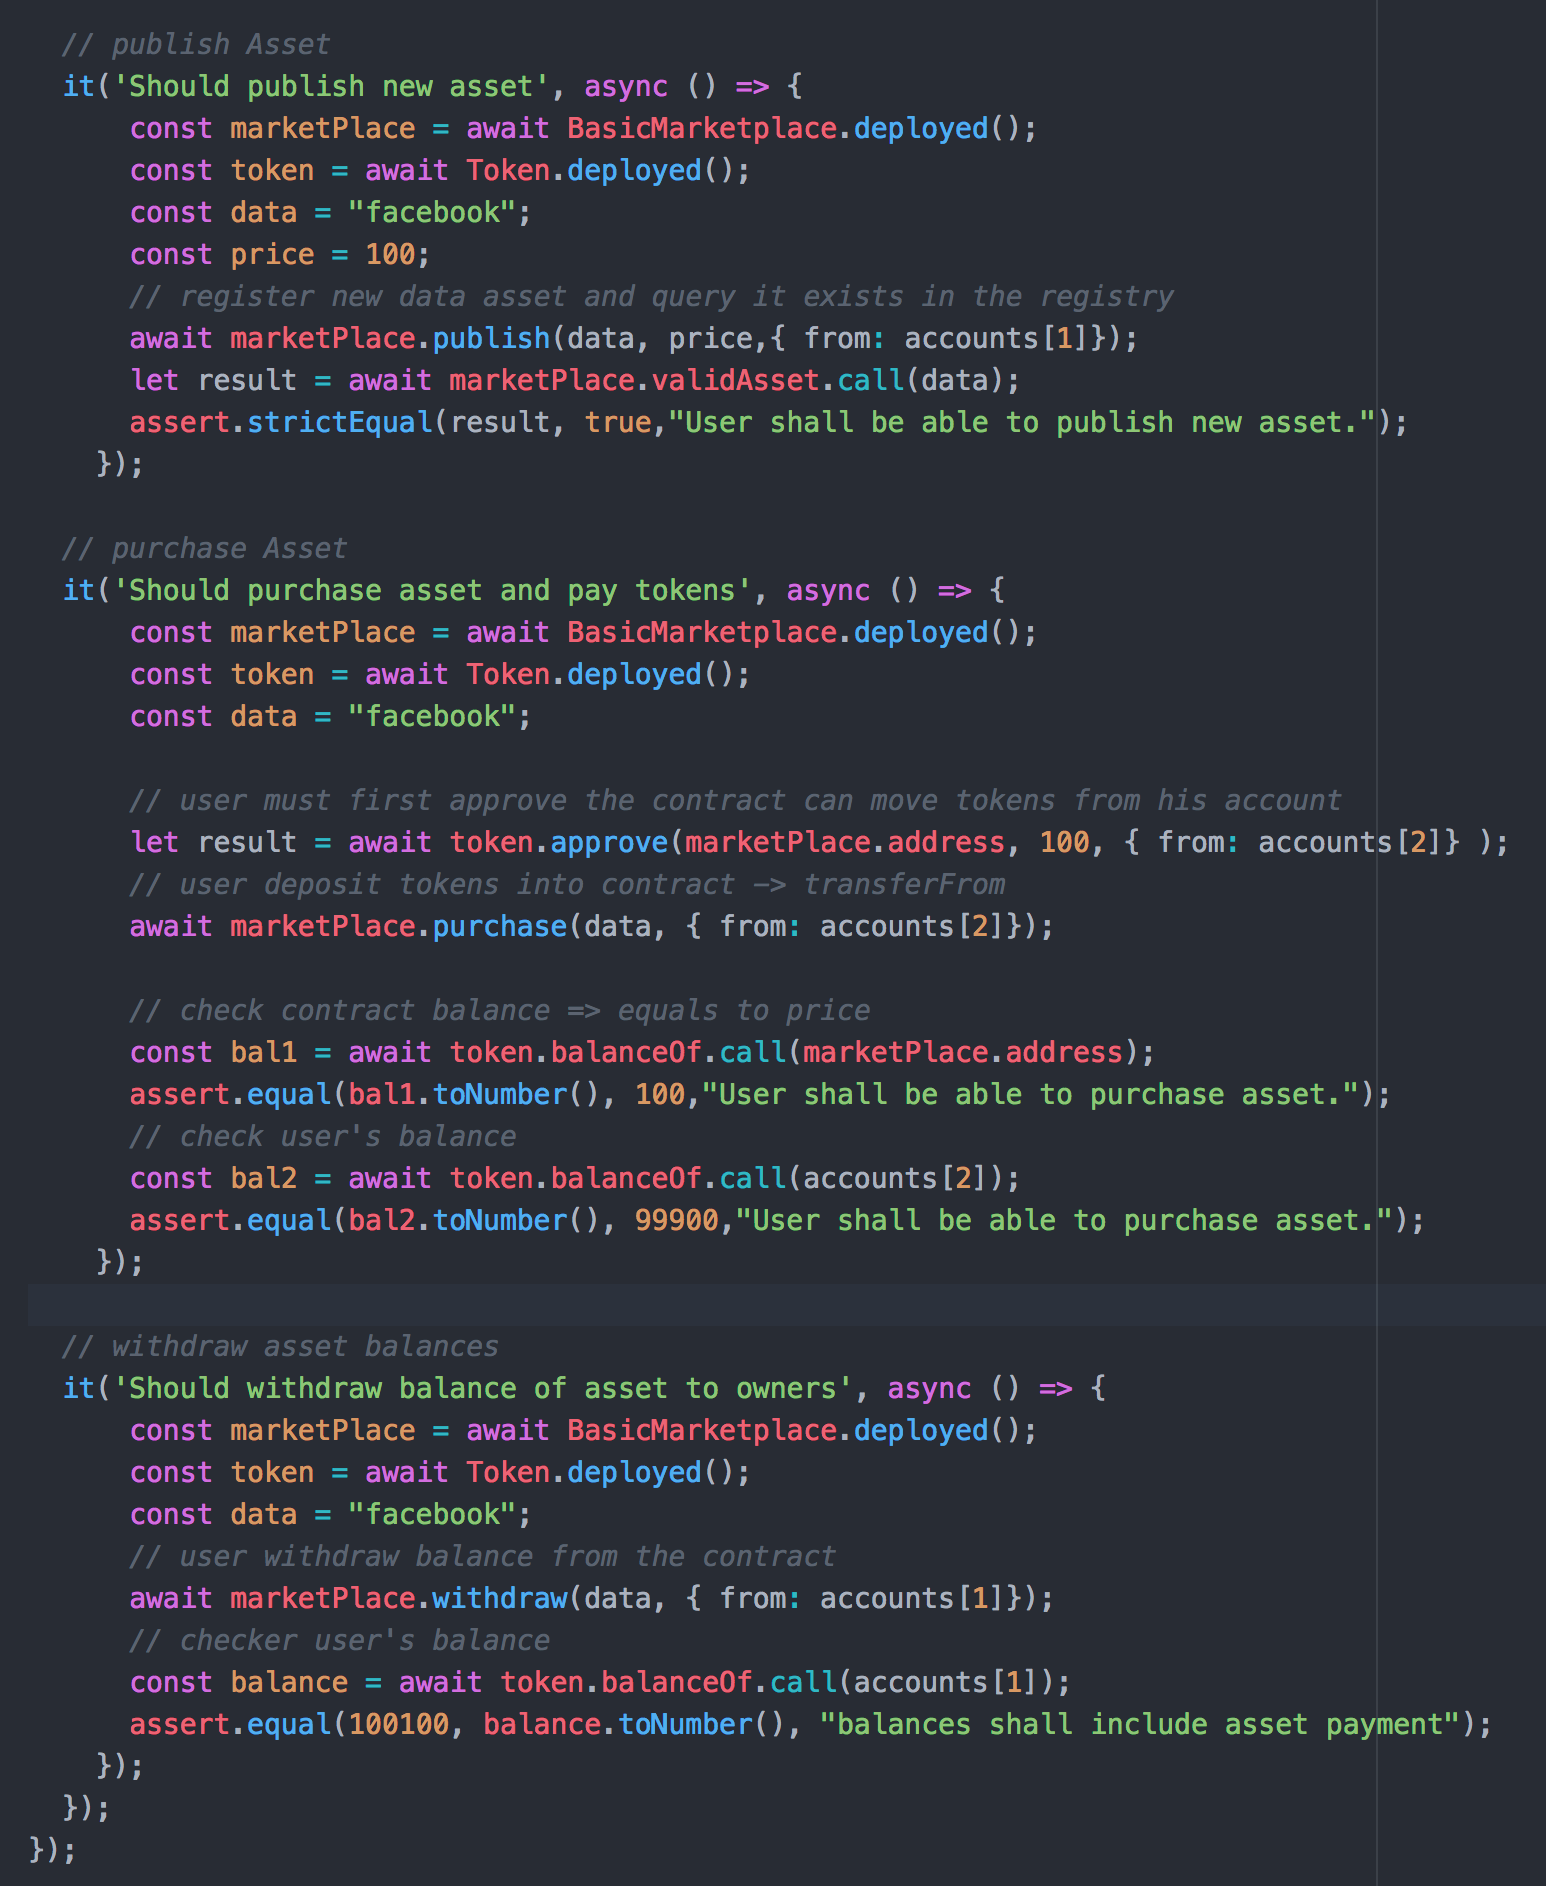 // publish Asset
it('Should publish new asset', async () => {
const marketPlace = await BasicMarketplace.deployed();
const token = await Token.deployed();
const data = "facebook";
const price = 100;
// register new data asset and query it exists in the registry
await marketPlace.publish(data, price,{ from: accounts[1]});
let result = await marketPlace.validAsset.call(data);
assert.strictEqual(result, true,"User shall be able to publish new asset.");
});
// purchase Asset
it('Should purchase asset and pay tokens', async () => {
const marketPlace = await BasicMarketplace.deployed();
const token = await Token.deployed();
const data = "facebook";
// user must first approve the contract can move tokens from his account
let result = await token.approve(marketPlace.address, 100, { from: accounts[2]} );
// user deposit tokens into contract -> transferFrom
await marketPlace.purchase(data, { from: accounts[2]});
// check contract balance => equals to price
const bal1 = await token.balanceOf.call(marketPlace.address);
assert.equal(bal1.toNumber(), 100,"User shall be able to purchase asset.");
// check user's balance
const bal2 = await token.balanceOf.call(accounts[2]);
assert.equal(bal2.toNumber(), 99900,"User shall be able to purchase asset.");
});
// withdraw asset balances
it('Should withdraw balance of asset to owners', async () => {
const marketPlace = await BasicMarketplace.deployed();
const token = await Token.deployed();
const data = "facebook";
// user withdraw balance from the contract
await marketPlace.withdraw(data, { from: accounts[1]});
// checker user's balance
const balance = await token.balanceOf.call(accounts[1]);
assert.equal(100100, balance.toNumber(), "balances shall include asset payment");
});
});
});